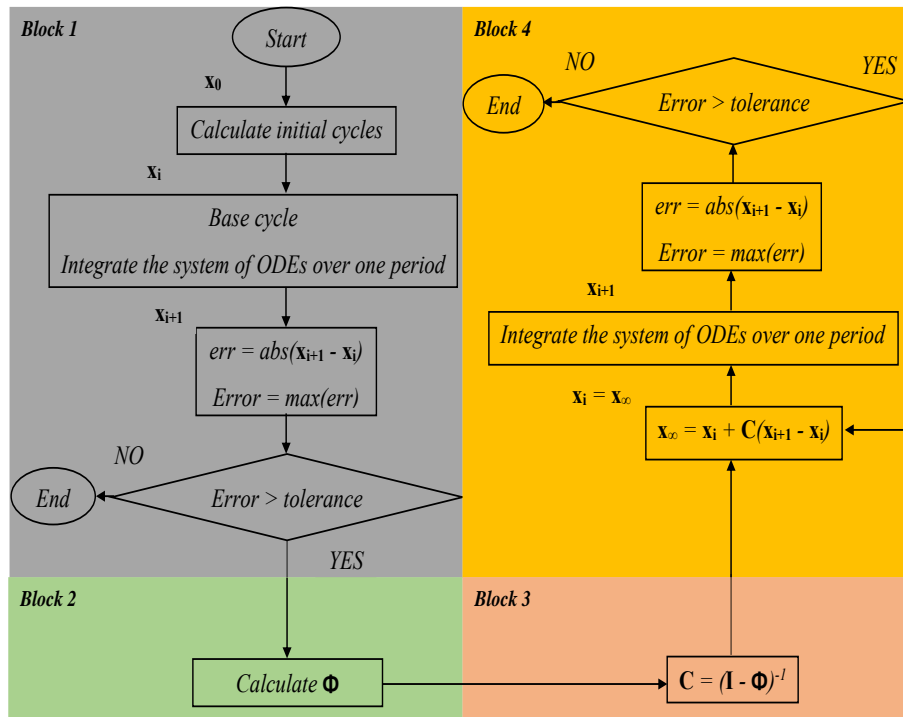 Block 1
Start
x₀
Calculate initial cycles
xᵢ
Base cycle
Integrate the system of ODEs over one period
xᵢ₊₁
err = abs(xᵢ₊₁ - xᵢ)
Error = max(err)
NO
Error > tolerance
End
YES
Block 2
Calculate Φ
Block 3
C = (I - Φ)⁻¹
Block 4
NO
YES
Error > tolerance
End
err = abs(xᵢ₊₁ - xᵢ)
Error = max(err)
xᵢ₊₁
Integrate the system of ODEs over one period
xᵢ = x∞
x∞ = xᵢ + C(xᵢ₊₁ - xᵢ)